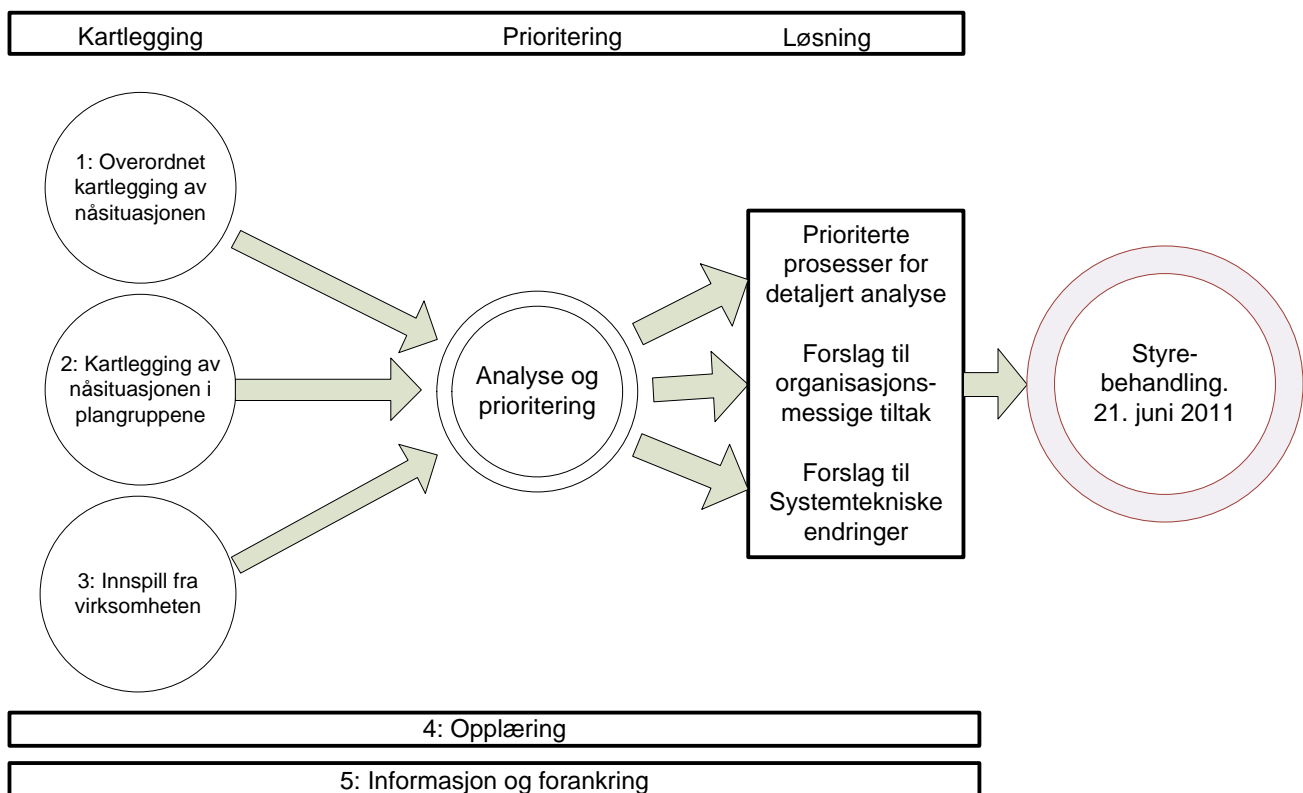 Kartlegging Prioritering Løsning
1: Overordnet
kartlegging av
nåsituasjonen
2: Kartlegging av
nåsituasjonen i
plangruppene
3: Innspill fra
virksomheten
Analyse og
prioritering
Prioriterte
prosesser for
detaljert analyse
Forslag til
organisasjons-
messige tiltak
Forslag til
Systemtekniske
endringer
Styre-
behandling.
21. juni 2011
4: Opplæring
5: Informasjon og forankring